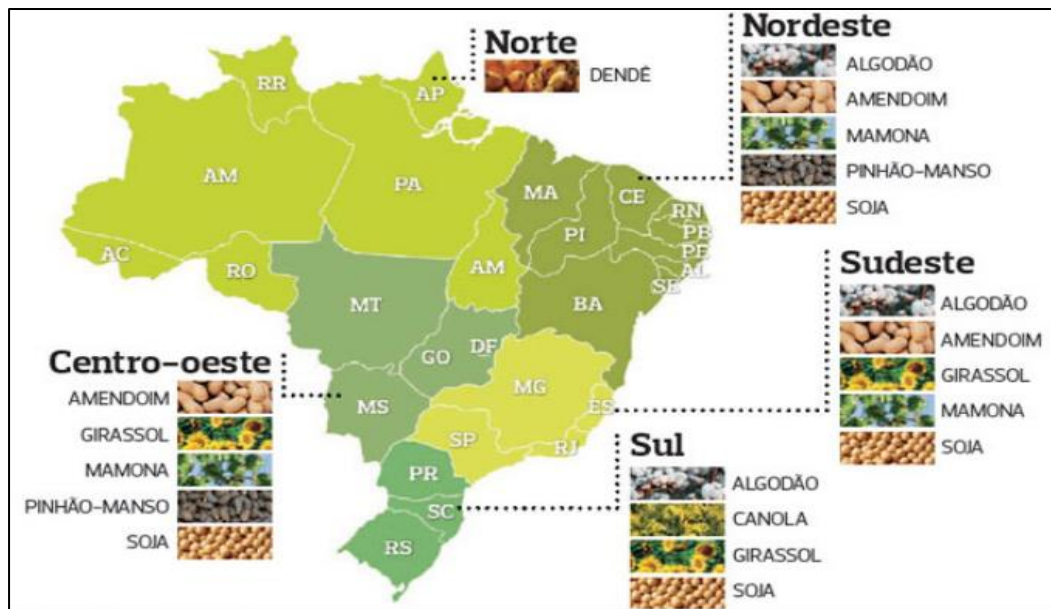 Norte
DENDÊ
Nordeste
ALGODÃO
AMENDOIM
MAMONA
PINHÃO-MANSO
SOJA
RR
AP
AM
PA
MA
CE
RN
PB
PE
AL
SE
PI
AC
RO
AM
MT
BA
GO
DF
MG
ES
MS
SP
RJ
PR
SC
RS
Sudeste
ALGODÃO
AMENDOIM
GIRASSOL
MAMONA
SOJA
Centro-oeste
AMENDOIM
GIRASSOL
MAMONA
PINHÃO-MANSO
SOJA
Sul
ALGODÃO
CANOLA
GIRASSOL
SOJA